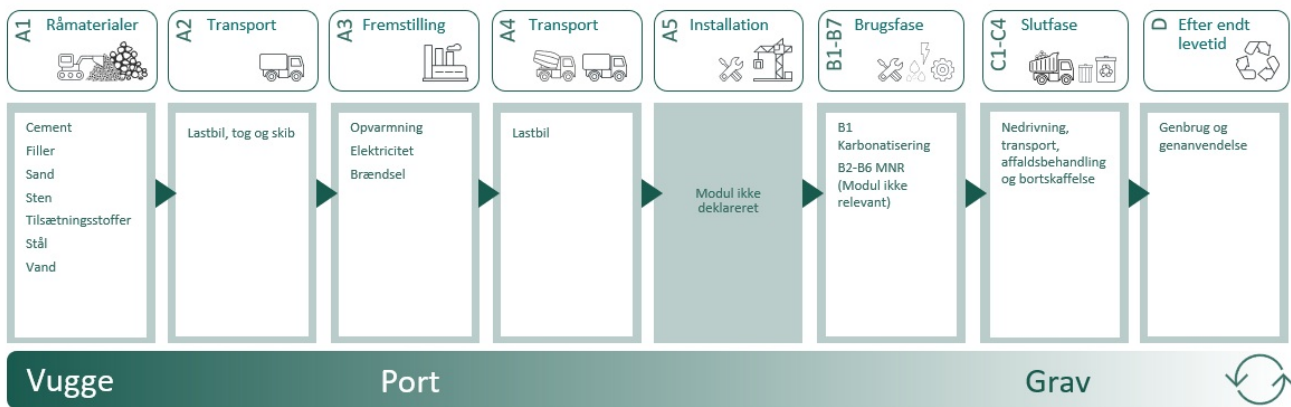 A1
Råmaterialer
A2
Transport
A3
Fremstilling
A4
Transport
A5
Installation
B1-B7
Brugsfase
C1-C4
Slutfase
D
Efter endt
levetid
Cement
Filler
Sand
Sten
Tilsætningsstoffer
Stål
Vand
Lastbil, tog og skib
Opvarmning
Elektricitet
Brændsel
Lastbil
Modul ikke
deklareret
B1
Karbonatisering
B2-B6 MNR
(Modul ikke
relevant)
Nedrivning,
transport,
affaldsbehandling
og bortskaffelse
Genbrug og
genanvendelse
Vugge
Port
Grav